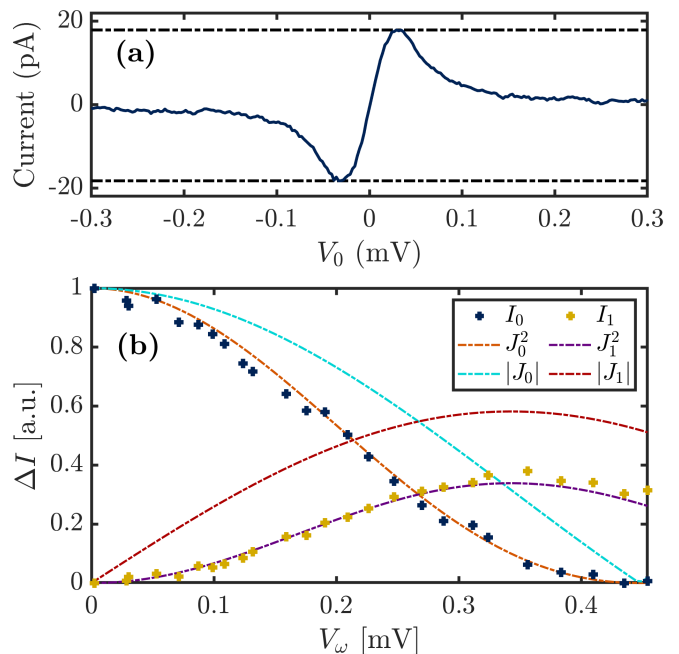 20
0
-20
Current (pA)
(a)
-0.3 -0.2 -0.1 0 0.1 0.2 0.3
V₀ (mV)
1
0.8
0.6
0.4
0.2
0
ΔI [a.u.]
(b)
I₀ I₁
J₀² J₁²
|J₀| |J₁|
0 0.1 0.2 0.3 0.4
V_ω [mV]